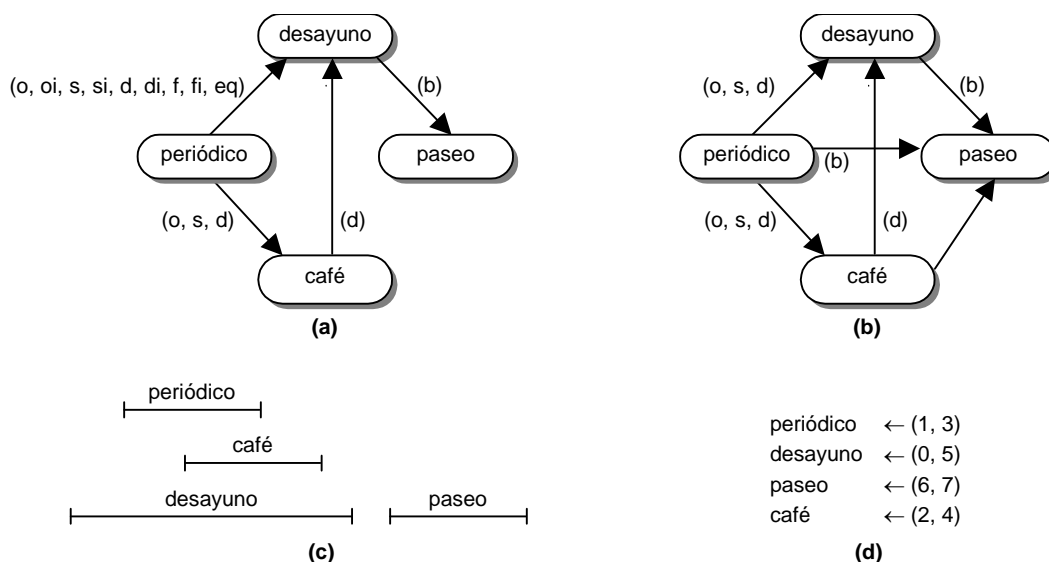 desayuno
(o, oi, s, si, d, di, f, fi, eq)
(b)
periódico
paseo
(o, s, d)
(d)
café
(a)
desayuno
(o, s, d)
(b)
periódico
(b)
paseo
(o, s, d)
(d)
café
(b)
periódico
café
desayuno
paseo
(c)
periódico ← (1, 3)
desayuno ← (0, 5)
paseo ← (6, 7)
café ← (2, 4)
(d)